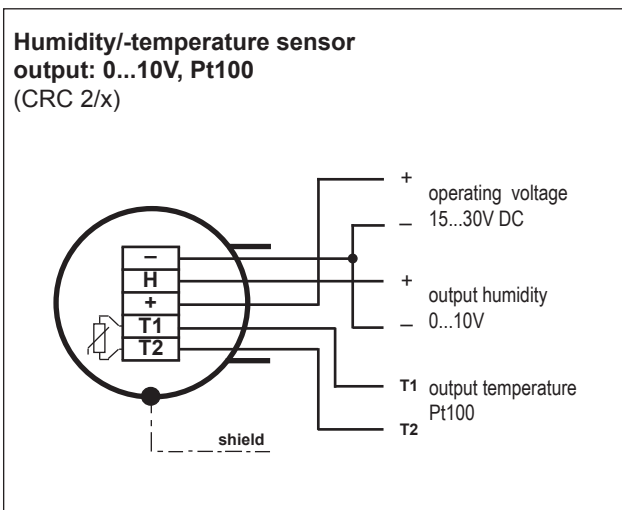 Humidity/-temperature sensor
output: 0...10V, Pt100
(CRC 2/x)
–
H
+
T1
T2
shield
+
operating voltage
– 15...30V DC
+
output humidity
– 0...10V
T1 output temperature
Pt100
T2